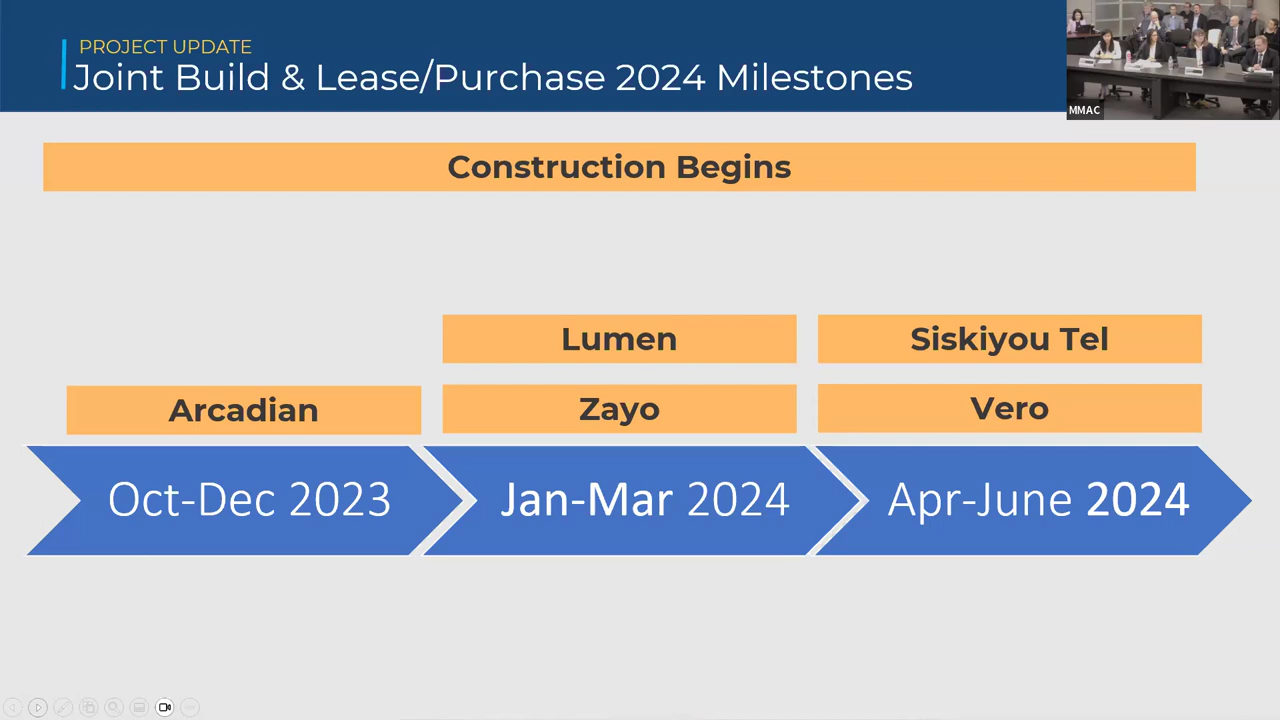 PROJECT UPDATE
Joint Build & Lease/Purchase 2024 Milestones
MMAC
Construction Begins
Lumen
Siskiyou Tel
Arcadian
Zayo
Vero
Oct-Dec 2023
Jan-Mar 2024
Apr-June 2024